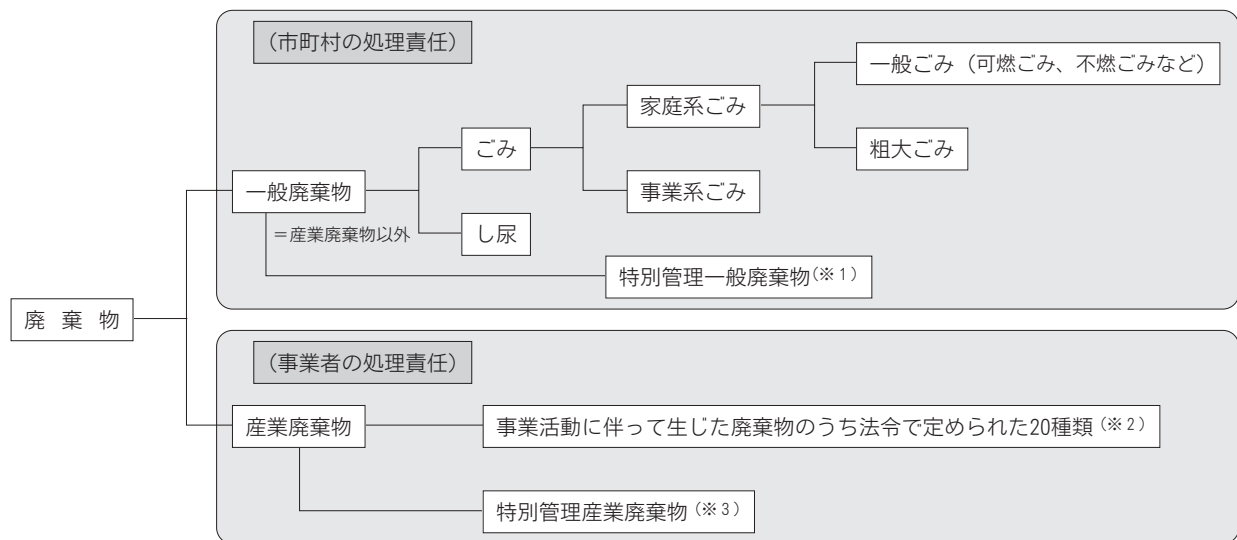 （市町村の処理責任）
一般ごみ（可燃ごみ、不燃ごみなど）
家庭系ごみ
ごみ
粗大ごみ
一般廃棄物
事業系ごみ
＝産業廃棄物以外
し尿
特別管理一般廃棄物（※１）
廃棄物
（事業者の処理責任）
産業廃棄物
事業活動に伴って生じた廃棄物のうち法令で定められた20種類（※２）
特別管理産業廃棄物（※３）